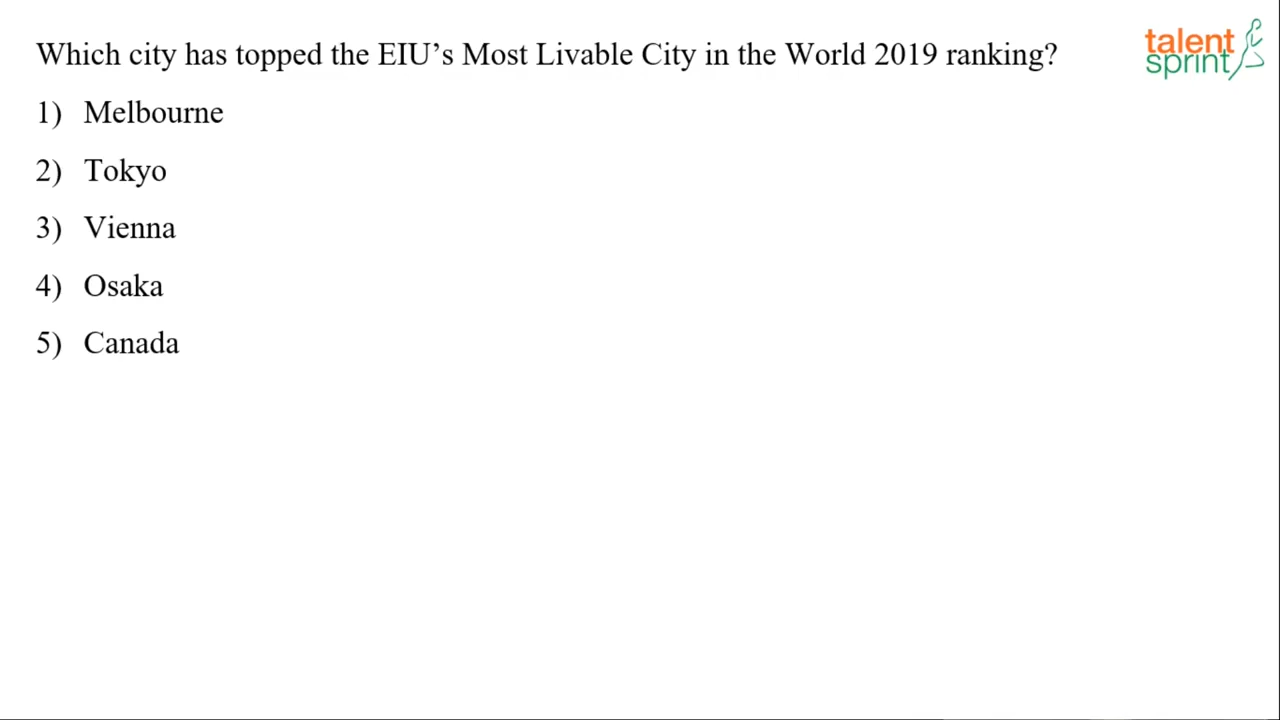 Which city has topped the EIU’s Most Livable City in the World 2019 ranking?
talent
sprint
1) Melbourne
2) Tokyo
3) Vienna
4) Osaka
5) Canada